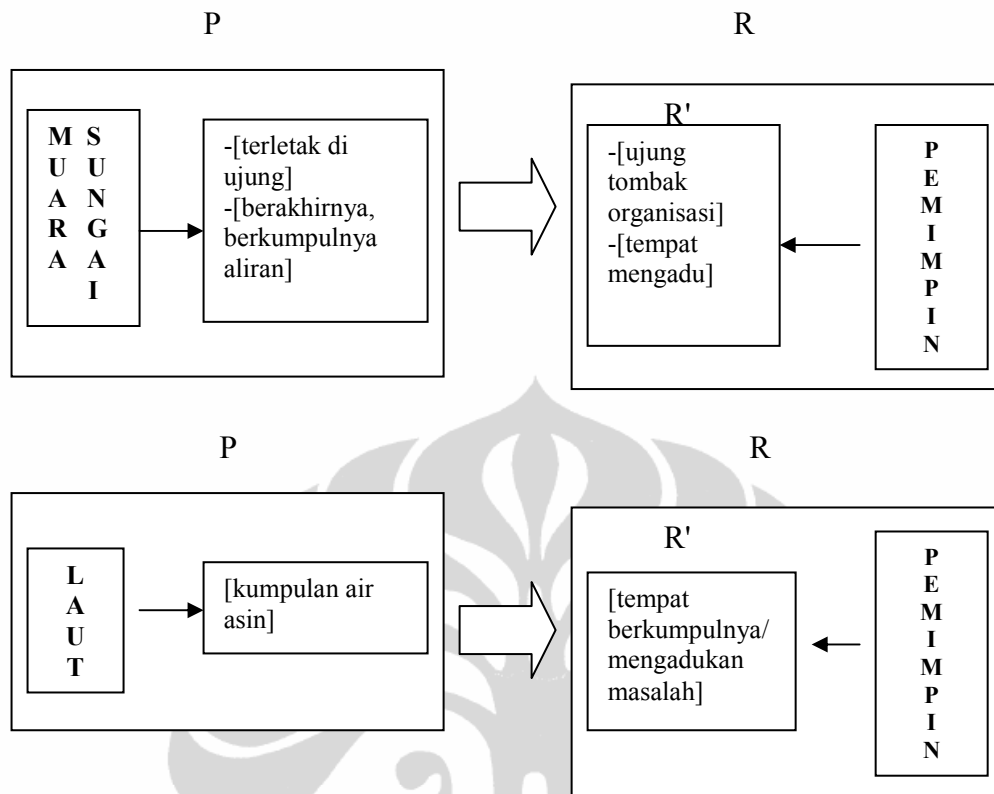 P
R
M S
U U
A N
R G
A A
I
-[terletak di
ujung]
-[berakhirnya,
berkumpulnya
aliran]
R'
-[ujung
tombak
organisasi]
-[tempat
mengadu]
P
E
M
I
M
P
I
N
P
R
L
A
U
T
[kumpulan air
asin]
R'
[tempat
berkumpulnya/
mengadukan
masalah]
P
E
M
I
M
P
I
N